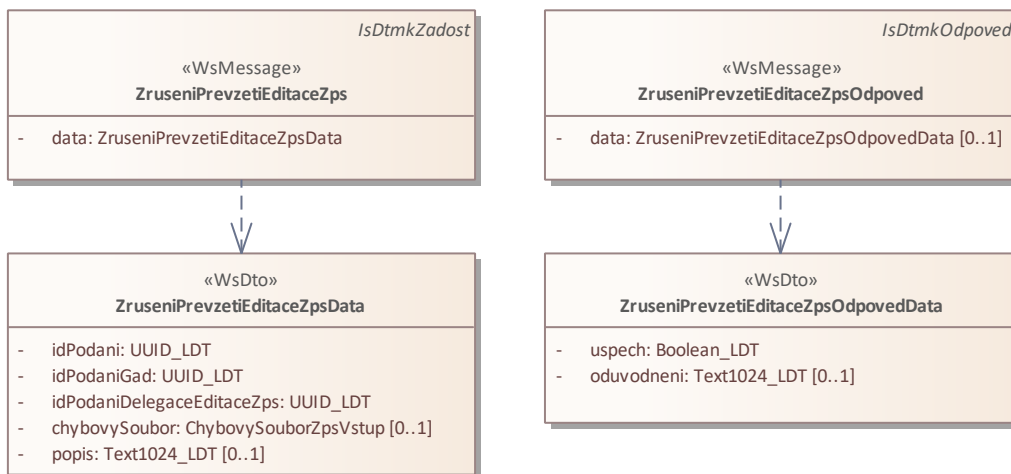 IsDtmkZadost
«WsMessage»
ZruseniPrevzetiEditaceZps
- data: ZruseniPrevzetiEditaceZpsData
«WsDto»
ZruseniPrevzetiEditaceZpsData
- idPodani: UUID_LDT
- idPodaniGad: UUID_LDT
- idPodaniDelegaceEditaceZps: UUID_LDT
- chybovySoubor: ChybovySouborZpsVstup [0..1]
- popis: Text1024_LDT [0..1]
IsDtmkOdpoved
«WsMessage»
ZruseniPrevzetiEditaceZpsOdpoved
- data: ZruseniPrevzetiEditaceZpsOdpovedData [0..1]
«WsDto»
ZruseniPrevzetiEditaceZpsOdpovedData
- uspech: Boolean_LDT
- oduvodneni: Text1024_LDT [0..1]